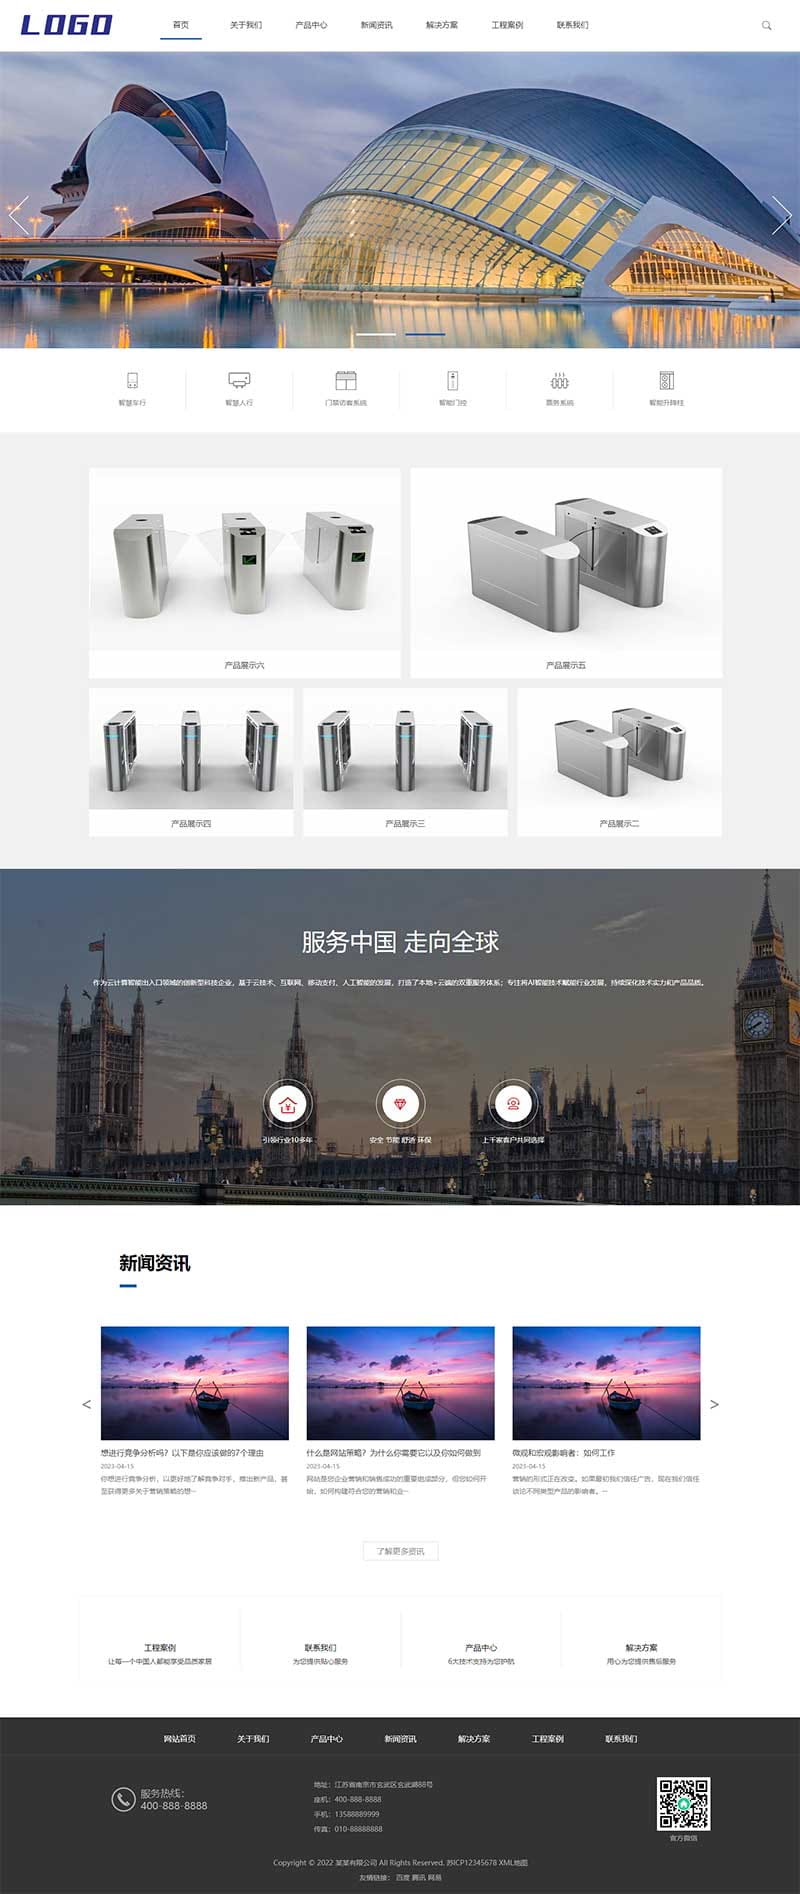 LOGO
首页 关于我们 产品中心 新闻资讯 解决方案 工程案例 联系我们
智慧车行 智慧人行 门禁访客系统 智能门控 票务系统 智能升降柱
产品展示六 产品展示五
产品展示四 产品展示三 产品展示二
服务中国 走向全球
作为云计算智能出入口领域的创新型科技企业，基于云技术、互联网、移动支付、人工智能的发展，打造了本地+云端的双重服务体系；专注将AI智能技术赋能行业发展，持续深化技术实力和产品品质。
引领行业10多年 安全 节能 舒适 环保 上千家客户共同选择
新闻资讯
< >
想进行竞争分析吗？以下是你应该做的7个理由
2023-04-15
你想进行竞争分析，以更好地了解竞争对手，推出新产品，甚
至获得更多关于营销策略的想···
什么是网站策略？为什么你需要它以及你如何做到
2023-04-15
网站是您企业营销和销售成功的重要组成部分，但您如何开
始，如何构建符合您的营销和业···
微观和宏观影响者：如何工作
2023-04-15
营销的形式正在改变。如果最初我们信任广告，现在我们信任
谈论不同类型产品的影响者。···
了解更多资讯
工程案例 联系我们 产品中心 解决方案
让每一个中国人都能享受品质家居 为您提供贴心服务 6大技术支持为您护航 用心为您提供售后服务
网站首页 关于我们 产品中心 新闻资讯 解决方案 工程案例 联系我们
服务热线：
400-888-8888
地址：江苏省南京市玄武区玄武湖88号
座机：400-888-8888
手机：13588889999
传真：010-88888888
官方微信
Copyright © 2022 某某有限公司 All Rights Reserved. 苏ICP12345678 XML地图
友情链接： 百度 腾讯 网易